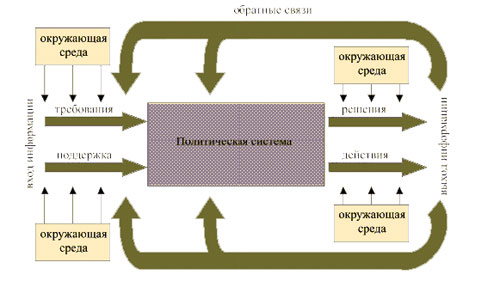 обратные связи
окружающая
среда
окружающая
среда
вход информации
требования
решения
выход информации
Политическая система
поддержка
действия
окружающая
среда
окружающая
среда